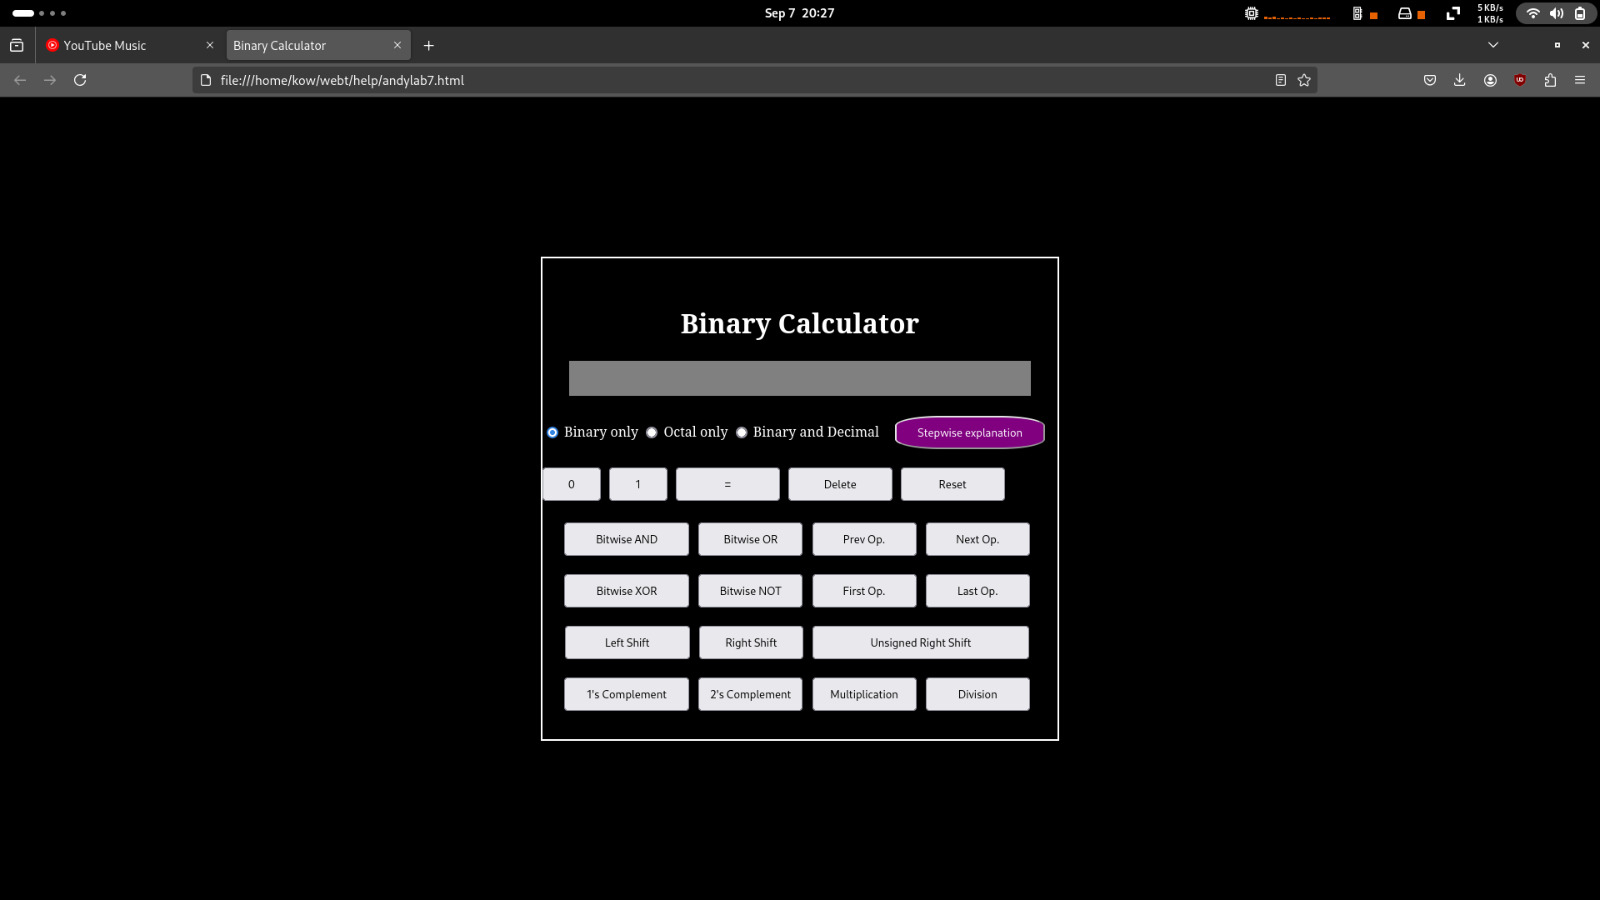 Sep 7 20:27
5 KB/s
1 KB/s
YouTube Music
Binary Calculator
file:///home/kow/webt/help/andylab7.html
Binary Calculator
Binary only Octal only Binary and Decimal Stepwise explanation
0 1 = Delete Reset
Bitwise AND Bitwise OR Prev Op. Next Op.
Bitwise XOR Bitwise NOT First Op. Last Op.
Left Shift Right Shift Unsigned Right Shift
1's Complement 2's Complement Multiplication Division